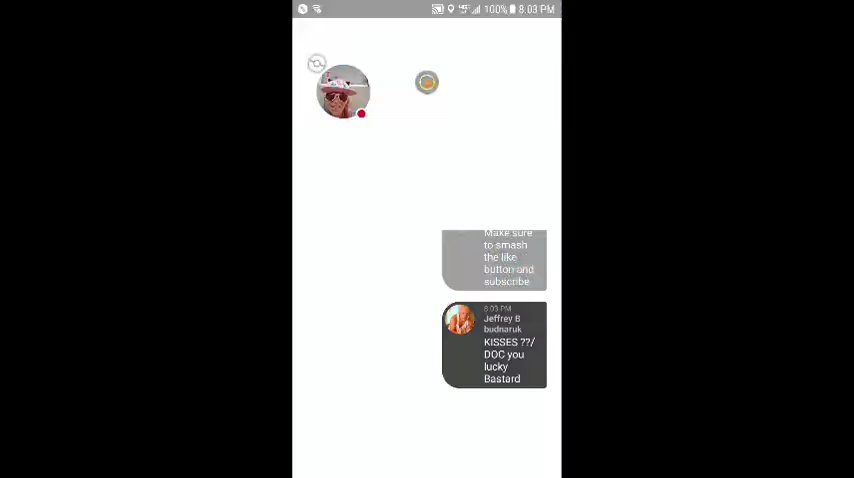 100% 8.03 PM
Make sure
to smash
the like
button and
subscribe
8.03 PM
Jeffrey B
budnaruk
KISSES ??/
DOC you
lucky
Bastard